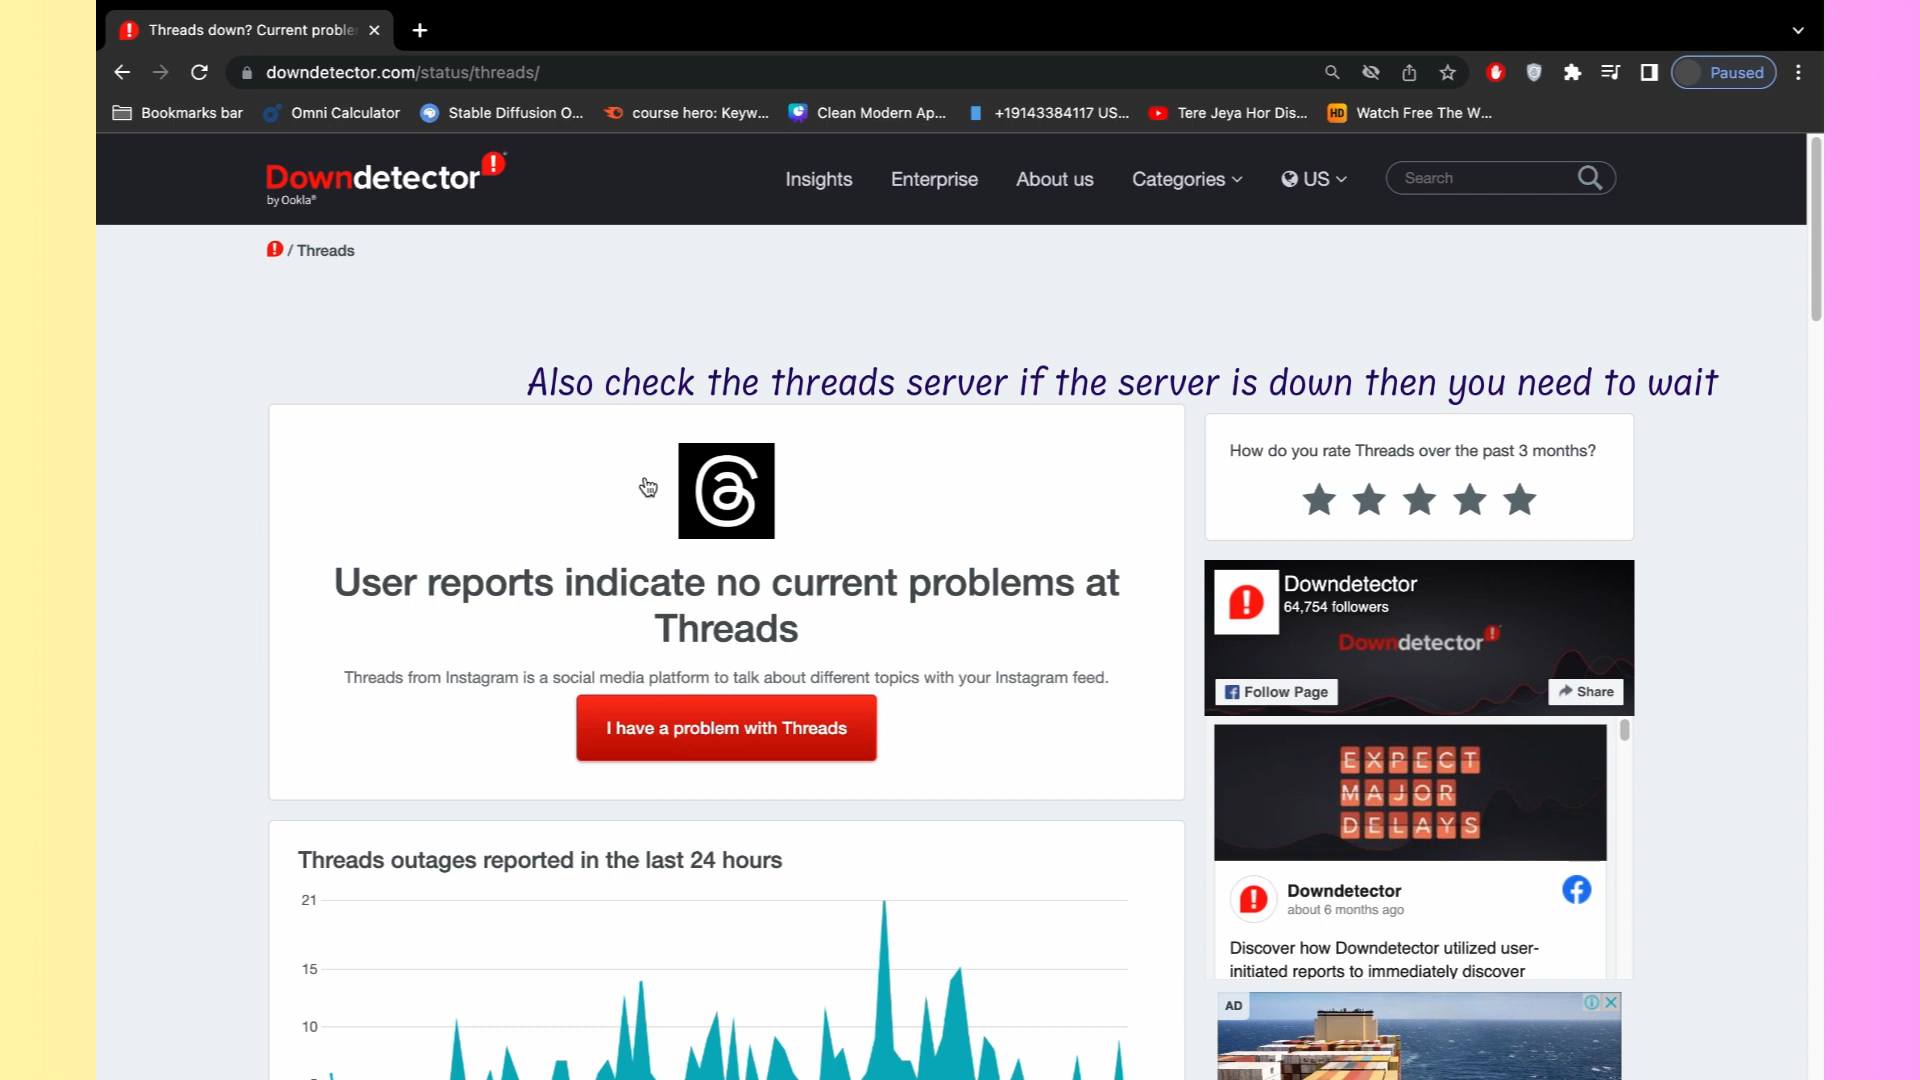 Threads down? Current proble
downdetector.com/status/threads/
Paused
Bookmarks bar
Omni Calculator
Stable Diffusion O...
course hero: Keyw...
Clean Modern Ap...
+19143384117 US...
Tere Jeya Hor Dis...
HD
Watch Free The W...
Downdetector
by Ookla®
Insights
Enterprise
About us
Categories
US
Search
/ Threads
Also check the threads server if the server is down then you need to wait
User reports indicate no current problems at
Threads
Threads from Instagram is a social media platform to talk about different topics with your Instagram feed.
I have a problem with Threads
How do you rate Threads over the past 3 months?
Downdetector
64,754 followers
Downdetector
Follow Page
Share
EXPECT
MAJOR
DELAYS
Downdetector
about 6 months ago
Discover how Downdetector utilized user-
initiated reports to immediately discover
AD
Threads outages reported in the last 24 hours
21
15
10